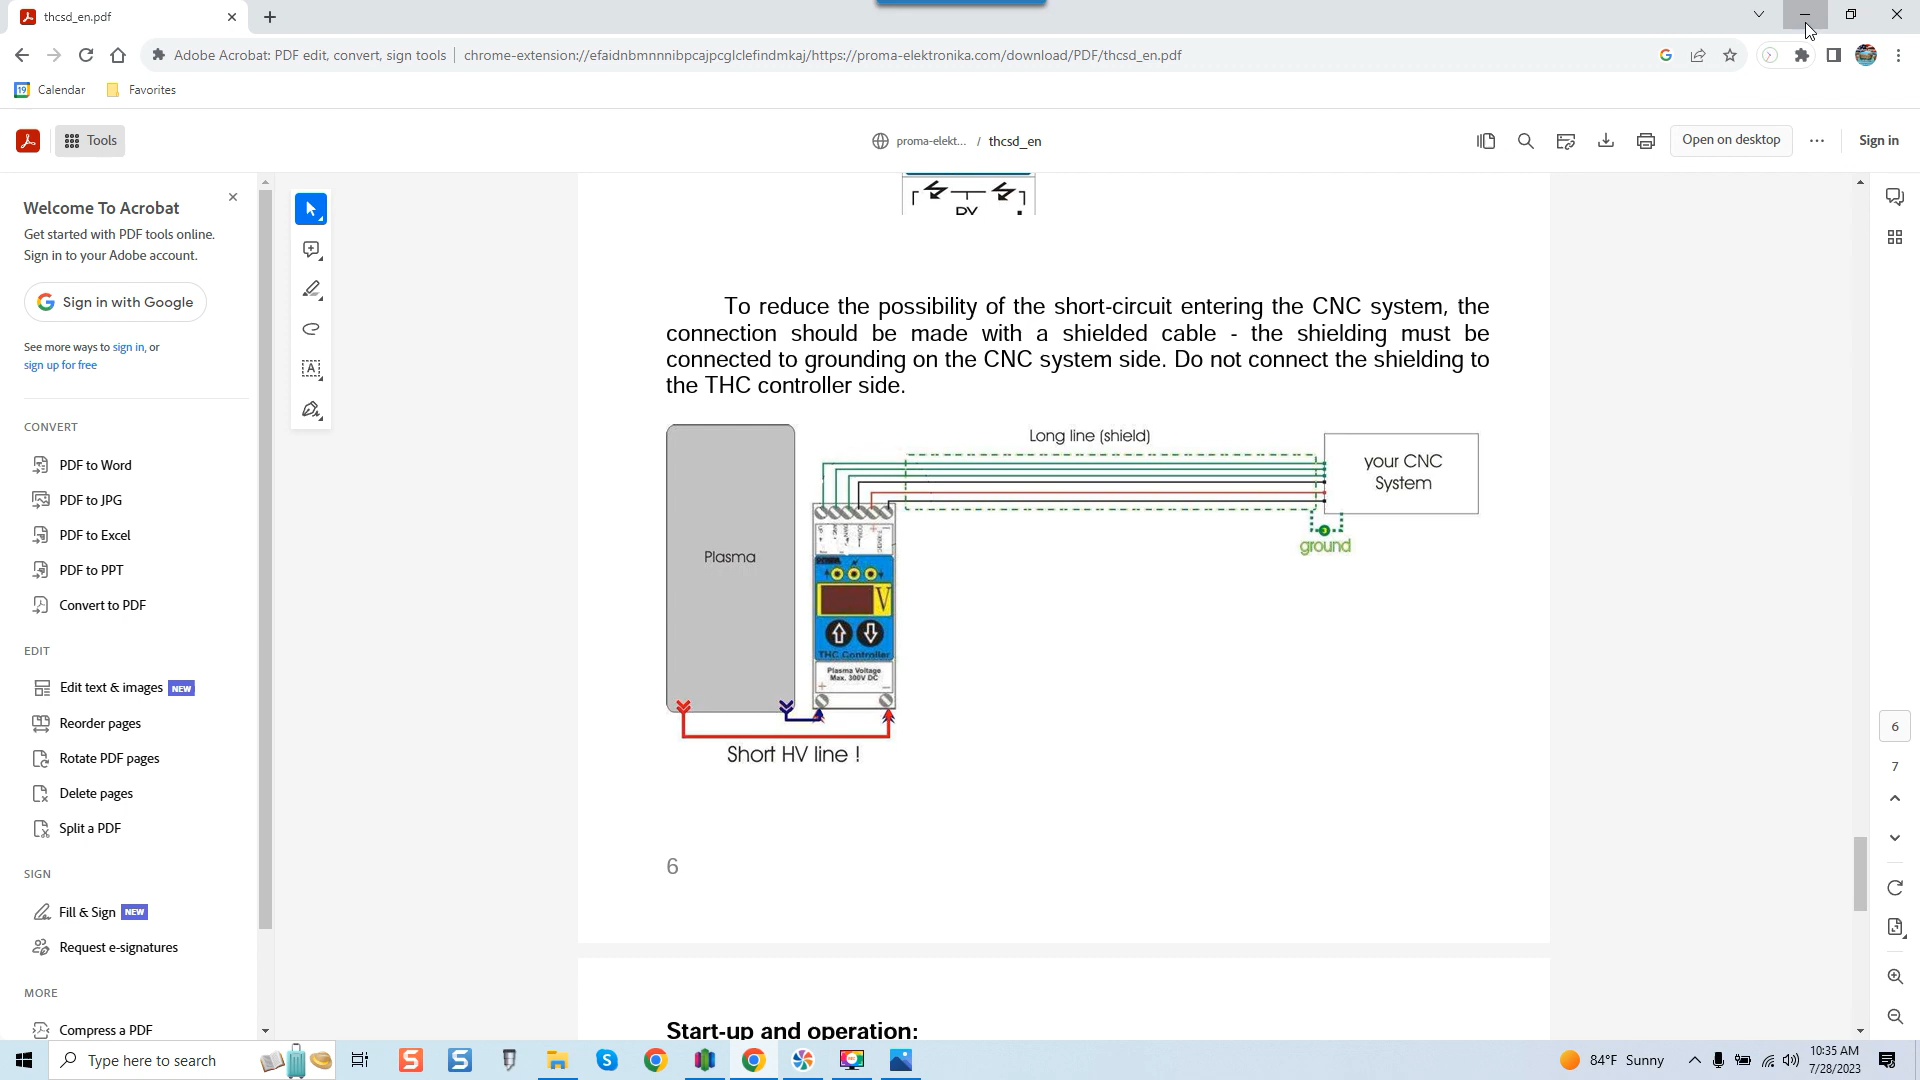 thcsd_en.pdf
Adobe Acrobat: PDF edit, convert, sign tools
chrome-extension://efaidnbmnnnibpcajpcglclefindmkaj/https://proma-elektronika.com/download/PDF/thcsd_en.pdf
19 Calendar
Favorites
Tools
proma-elekt... / thcsd_en
Open on desktop
Sign in
Welcome To Acrobat
Get started with PDF tools online.
Sign in to your Adobe account.
Sign in with Google
See more ways to sign in, or
sign up for free
CONVERT
PDF to Word
PDF to JPG
PDF to Excel
PDF to PPT
Convert to PDF
EDIT
Edit text & images NEW
Reorder pages
Rotate PDF pages
Delete pages
Split a PDF
SIGN
Fill & Sign NEW
Request e-signatures
MORE
Compress a PDF
To reduce the possibility of the short-circuit entering the CNC system, the
connection should be made with a shielded cable - the shielding must be
connected to grounding on the CNC system side. Do not connect the shielding to
the THC controller side.
Long line (shield)
your CNC
System
ground
Plasma
V
THC Controller
Plasma Voltage
Max. 300V DC
Short HV line !
6
Start-up and operation:
6
7
Type here to search
84°F Sunny
10:35 AM
7/28/2023